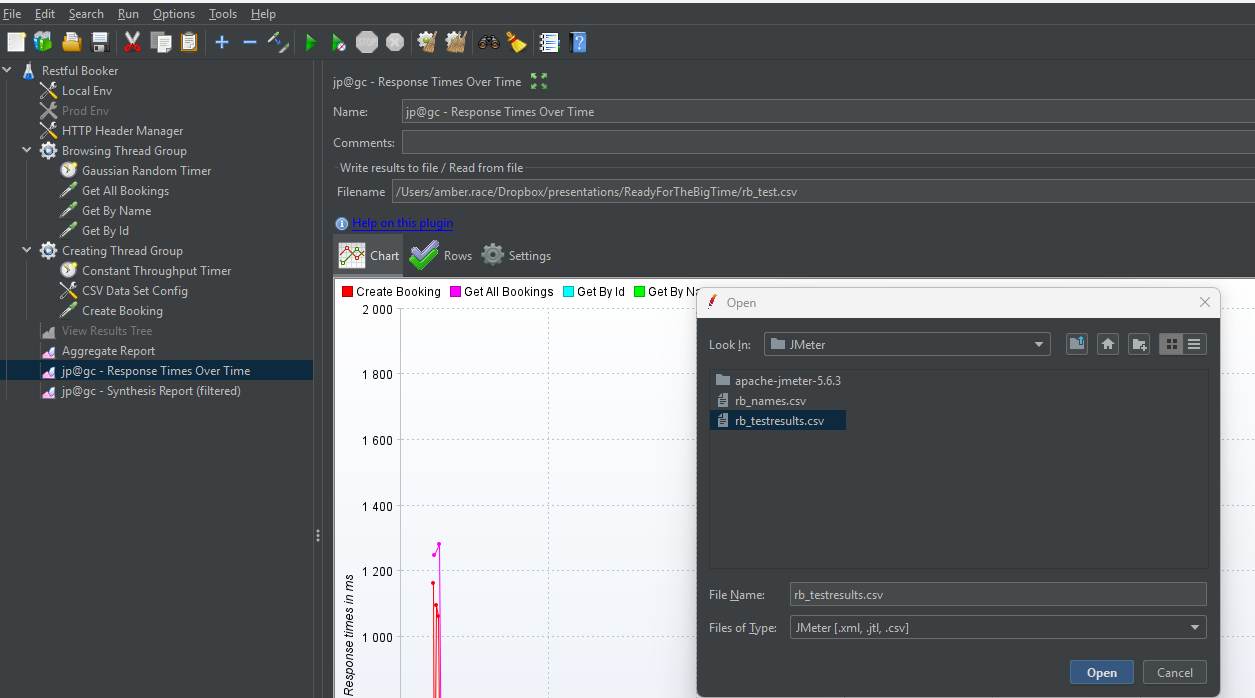 File Edit Search Run Options Tools Help
Restful Booker
Local Env
Prod Env
HTTP Header Manager
Browsing Thread Group
Gaussian Random Timer
Get All Bookings
Get By Name
Get By Id
Creating Thread Group
Constant Throughput Timer
CSV Data Set Config
Create Booking
View Results Tree
Aggregate Report
jp@gc - Response Times Over Time
jp@gc - Synthesis Report (filtered)
jp@gc - Response Times Over Time
Name: jp@gc - Response Times Over Time
Comments:
Write results to file / Read from file
Filename /Users/amber.race/Dropbox/presentations/ReadyForTheBigTime/rb_test.csv
Help on this plugin
Chart Rows Settings
Create Booking Get All Bookings Get By Id Get By Na
2 000
1 800
1 600
1 400
1 200
1 000
Response times in ms
Open
Look In: JMeter
apache-jmeter-5.6.3
rb_names.csv
rb_testresults.csv
File Name: rb_testresults.csv
Files of Type: JMeter [.xml, .jtl, .csv]
Open Cancel